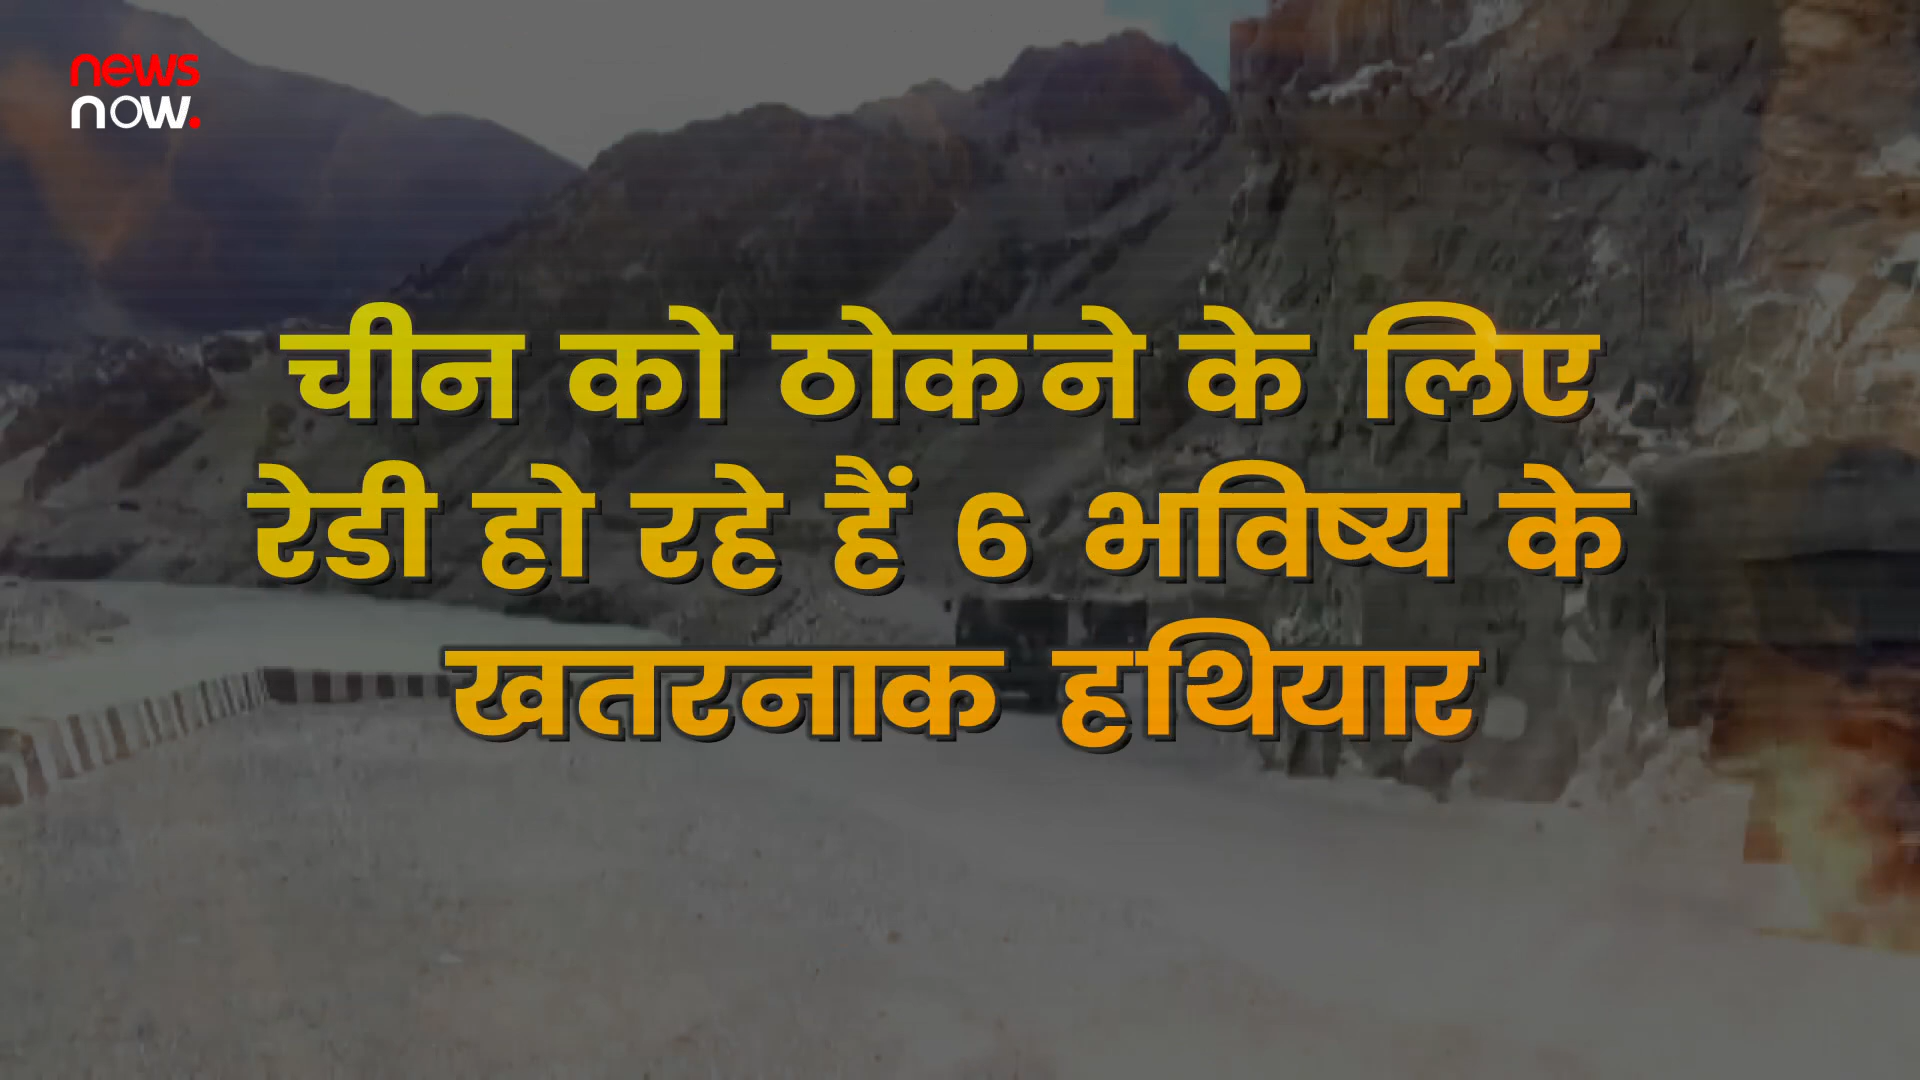 news
now.
चीन को ठोकने के लिए
रेडी हो रहे हैं 6 भविष्य के
खतरनाक हथियार